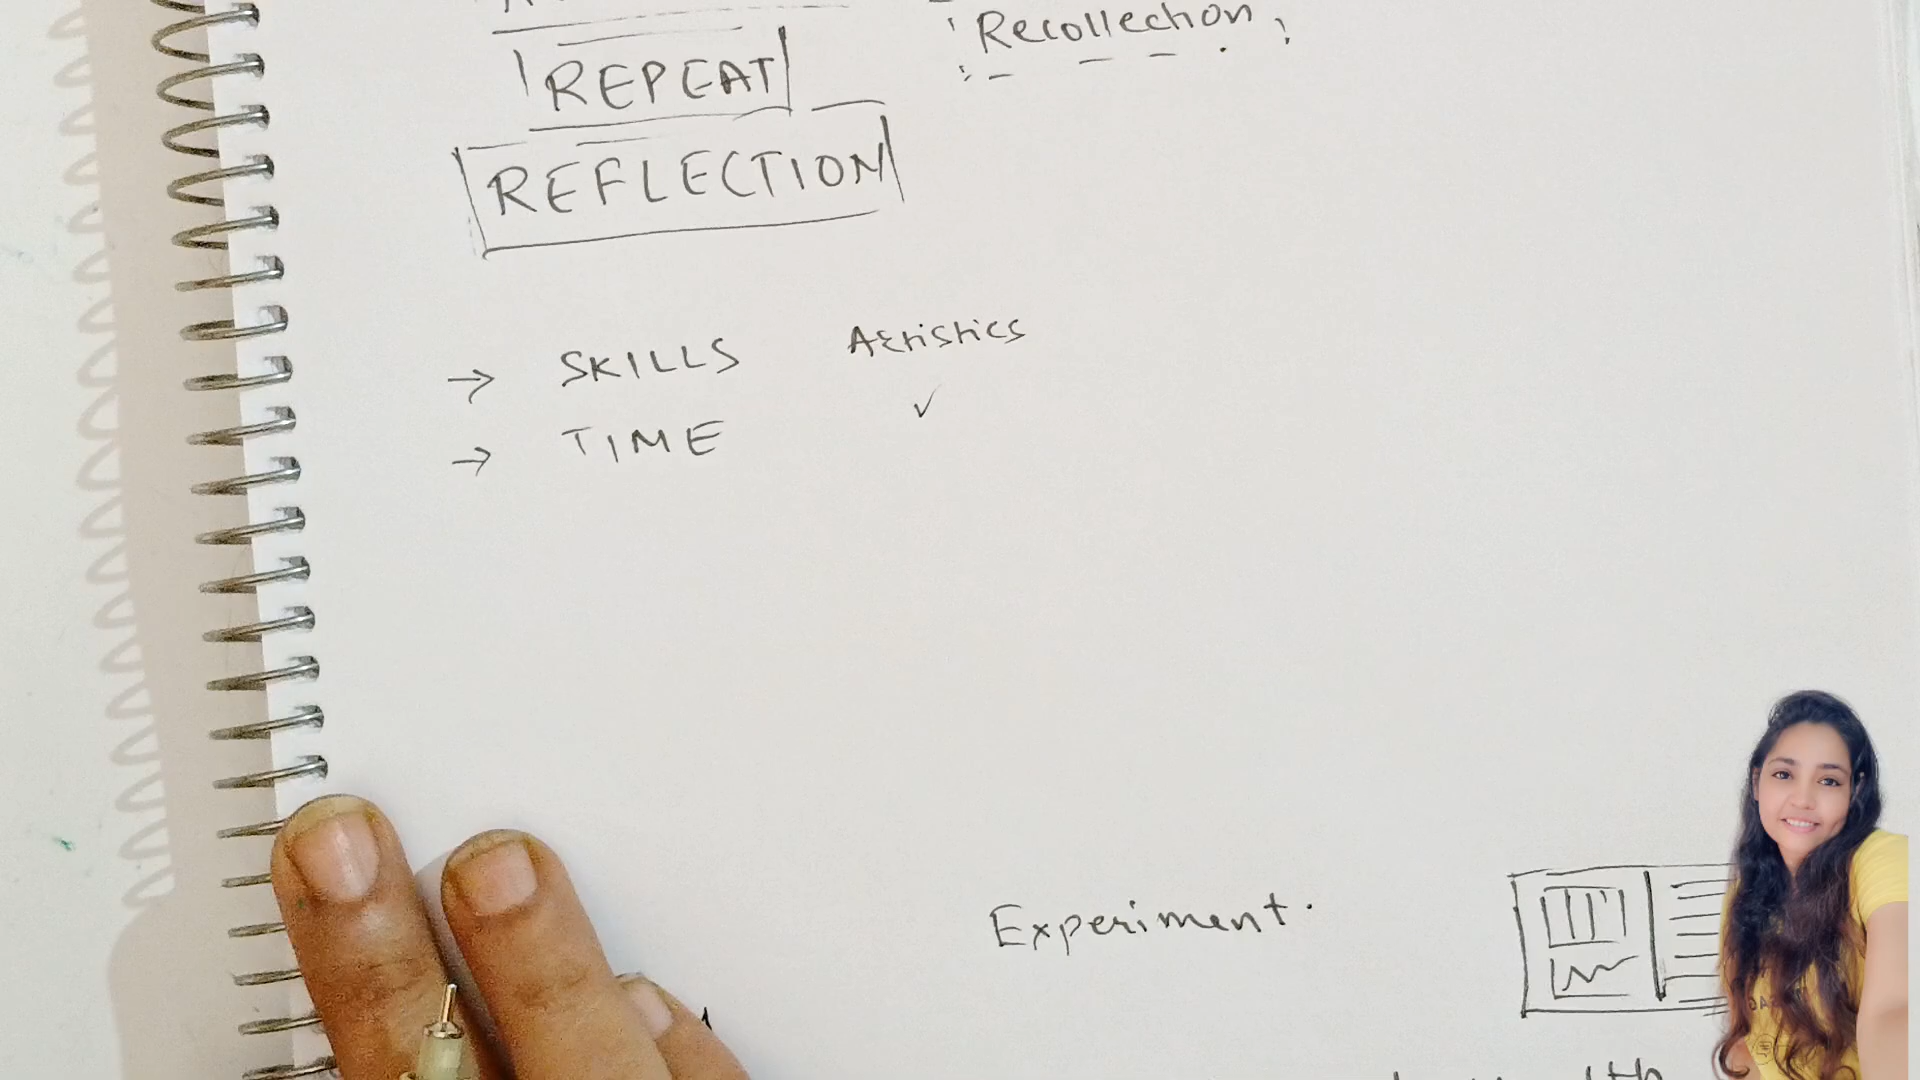 Recollection
REPEAT
REFLECTION
→ SKILLS Artistics
✓
→ TIME
Experiment.